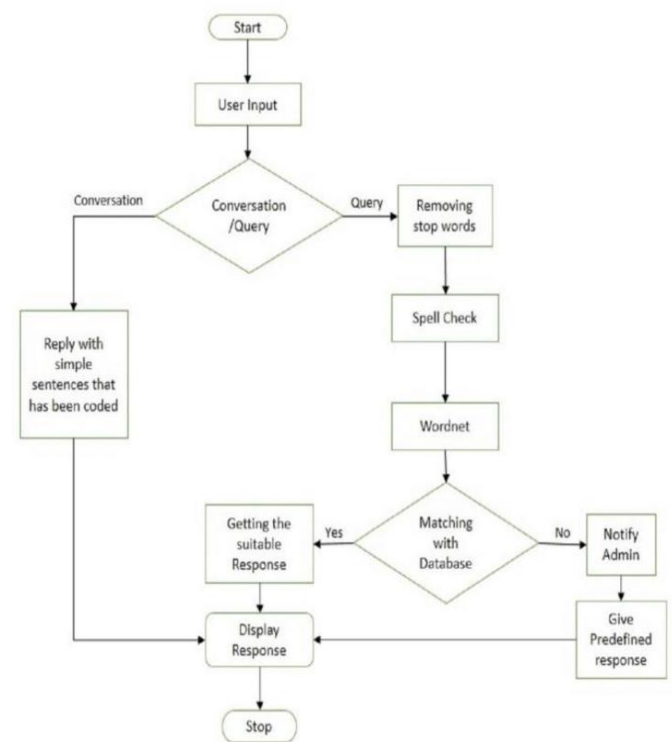 Start
User Input
Conversation
Conversation
/Query
Query
Removing
stop words
Spell Check
Reply with
simple
sentences that
has been coded
Wordnet
Matching
with
Database
Yes
Getting the
suitable
Response
No
Notify
Admin
Give
Predefined
response
Display
Response
Stop